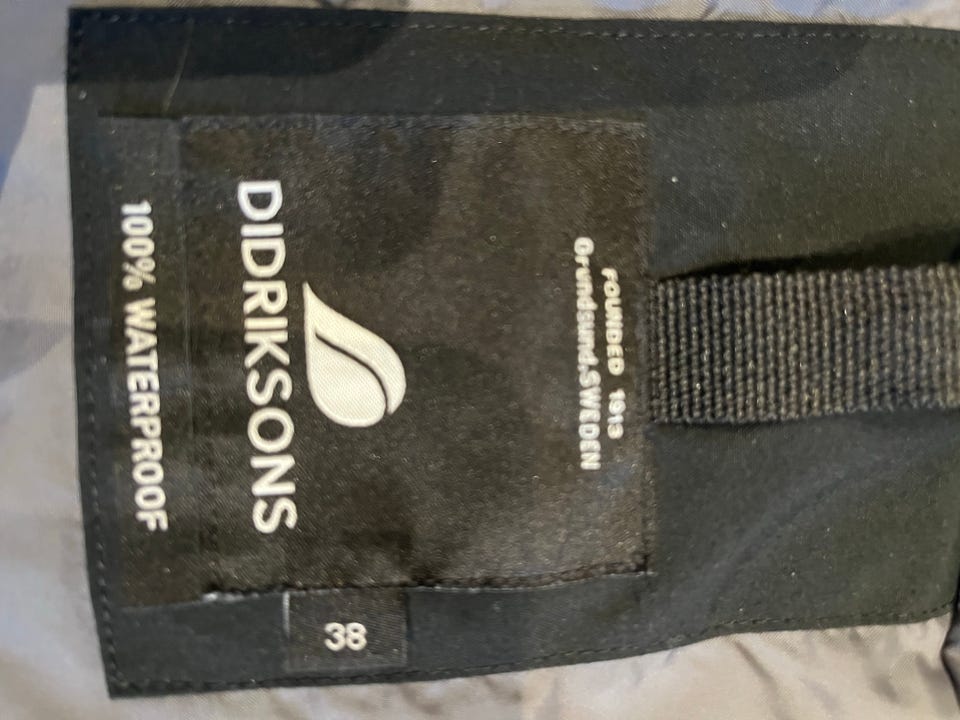 FOUNDED 1913
Grundsund.SWEDEN
DIDRIKSONS
100% WATERPROOF
38